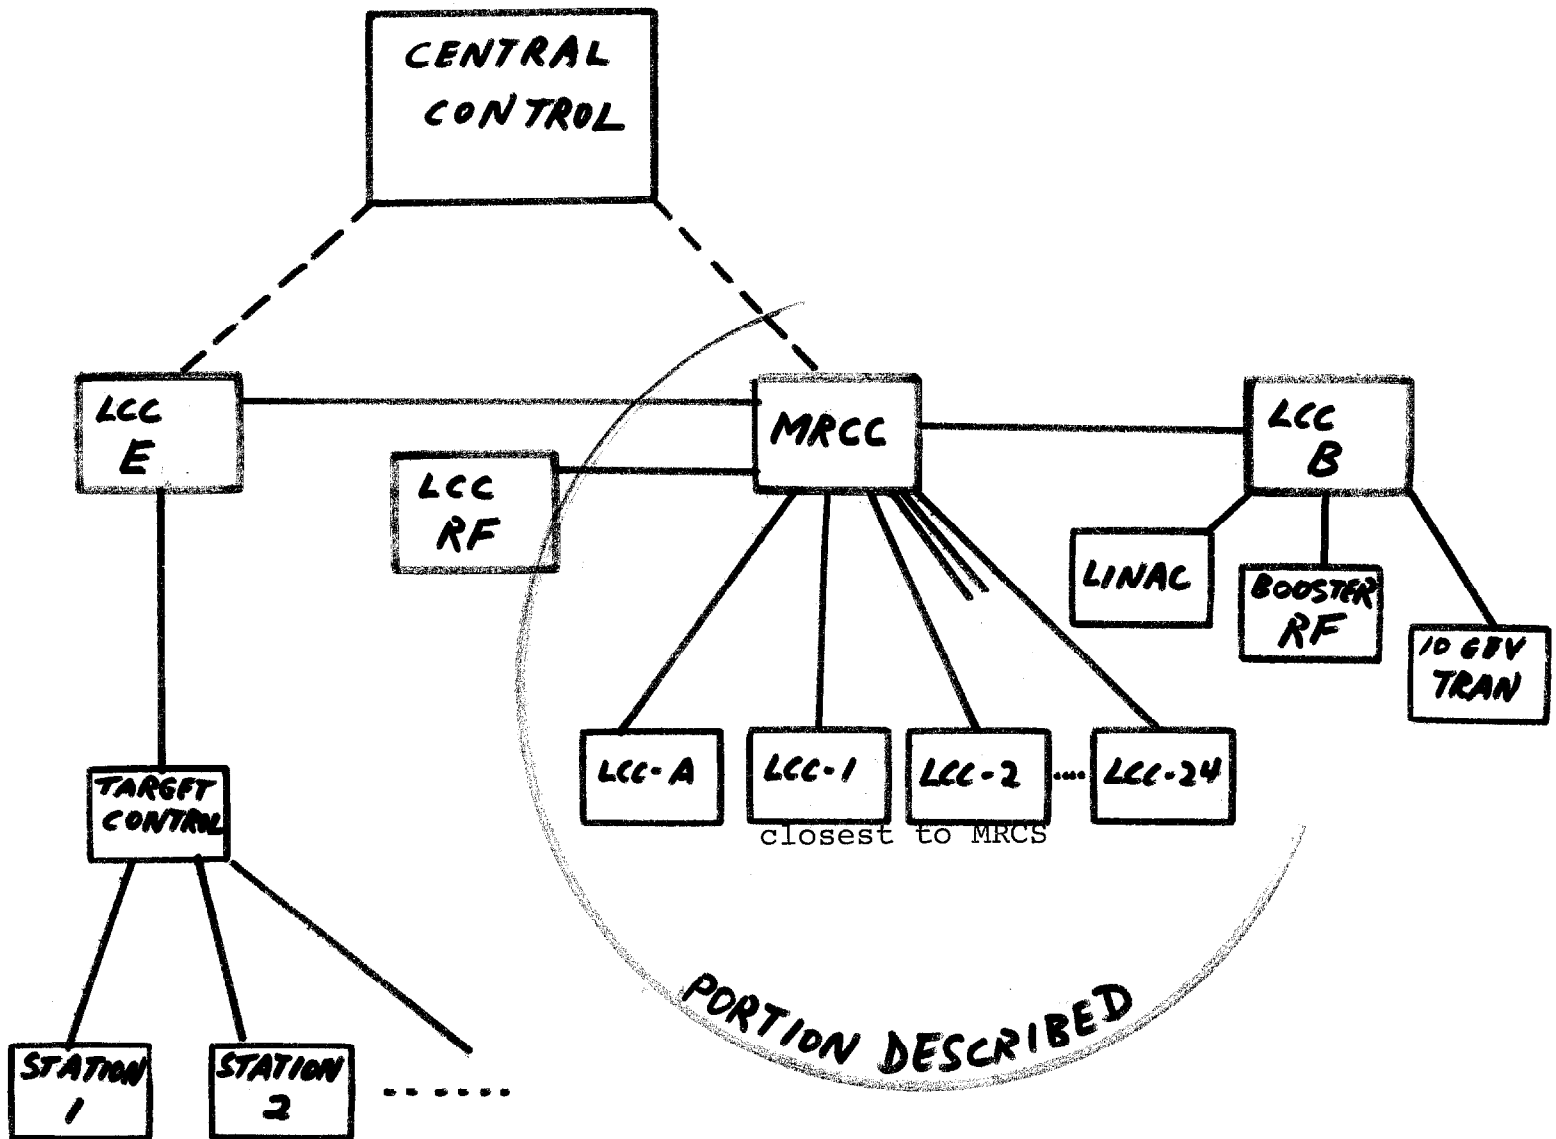 CENTRAL
CONTROL
LCC
E
MRCC
LCC
B
LCC
RF
LINAC
BOOSTER
RF
10 GEV
TRAN
LCC-A
LCC-1
LCC-2
....
LCC-24
closest to MRCS
TARGET
CONTROL
PORTION DESCRIBED
STATION
1
STATION
2
......